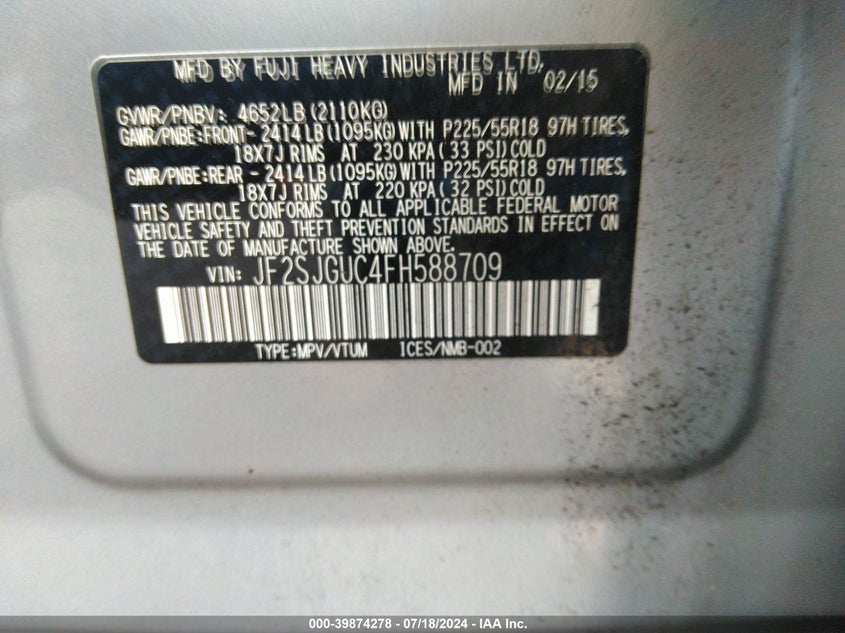 MFD BY FUJI HEAVY INDUSTRIES LTD.
MFD IN 02/15
GVWR/PNBV: 4652LB (2110KG)
GAWR/PNBE:FRONT- 2414 LB (1095KG) WITH P225/55R18 97H TIRES,
18X7J RIMS AT 230 KPA ( 33 PSI) COLD
GAWR/PNBE:REAR - 2414 LB (1095KG) WITH P225/55R18 97H TIRES,
18X7J RIMS AT 220 KPA ( 32 PSI) COLD
THIS VEHICLE CONFORMS TO ALL APPLICABLE FEDERAL MOTOR
VEHICLE SAFETY AND THEFT PREVENTION STANDARDS IN EFFECT ON
THE DATE OF MANUFACTURE SHOWN ABOVE.
VIN: JF2SJGUC4FH588709
TYPE:MPV/VTUM ICES/NMB-002
000-39874278 - 07/18/2024 - IAA Inc.